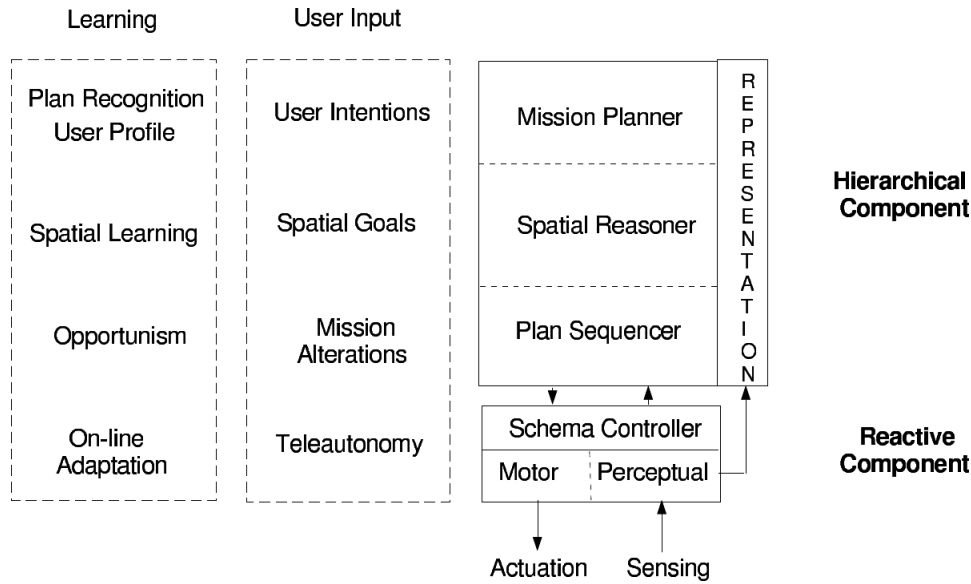 Learning
User Input
Plan Recognition
User Profile
Spatial Learning
Opportunism
On-line
Adaptation
User Intentions
Spatial Goals
Mission
Alterations
Teleautonomy
Mission Planner
Spatial Reasoner
Plan Sequencer
REPRESENTATION
Schema Controller
Motor
Perceptual
Actuation
Sensing
Hierarchical
Component
Reactive
Component